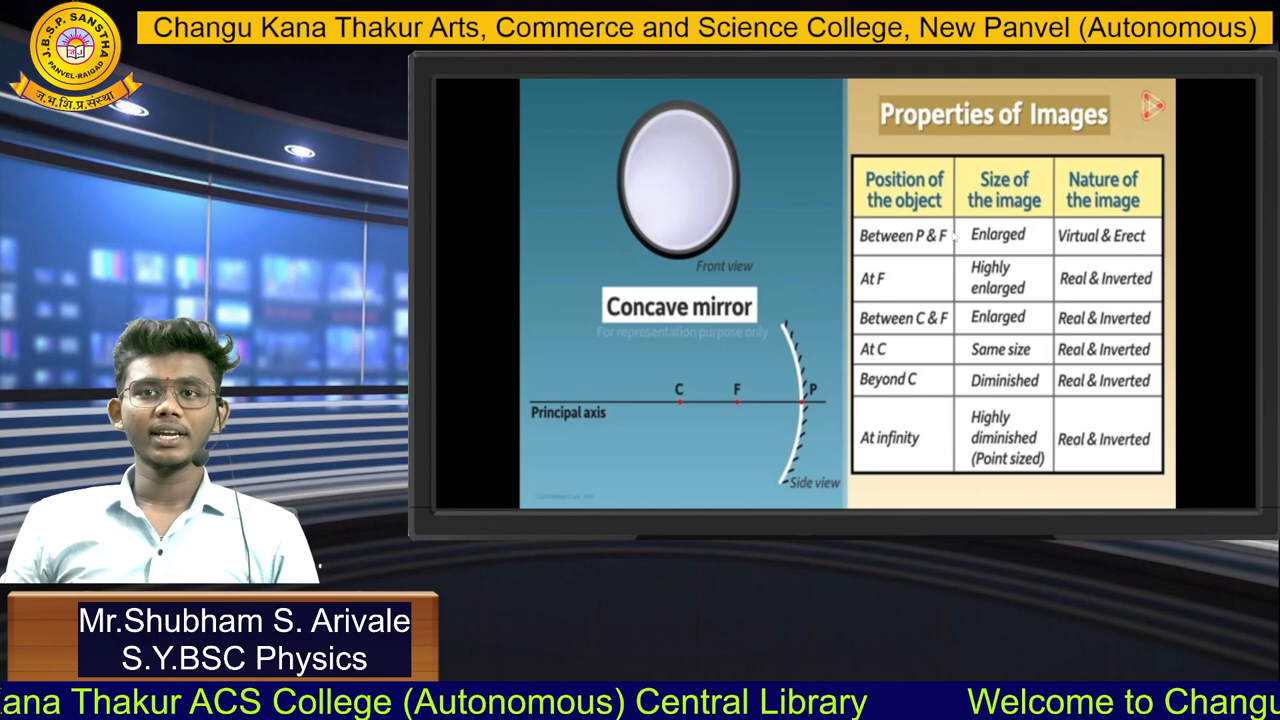 Changu Kana Thakur Arts, Commerce and Science College, New Panvel (Autonomous)
J.B.S.P. SANSTHA
PANVEL-RAIGAD
ज.भ.शि.प्र.संस्था
Front view
Concave mirror
For representation purpose only
C F P
Principal axis
Side view
Properties of Images
Position of the object Size of the image Nature of the image
Between P & F Enlarged Virtual & Erect
At F Highly enlarged Real & Inverted
Between C & F Enlarged Real & Inverted
At C Same size Real & Inverted
Beyond C Diminished Real & Inverted
At infinity Highly diminished (Point sized) Real & Inverted
Mr.Shubham S. Arivale
S.Y.BSC Physics
Kana Thakur ACS College (Autonomous) Central Library Welcome to Changu